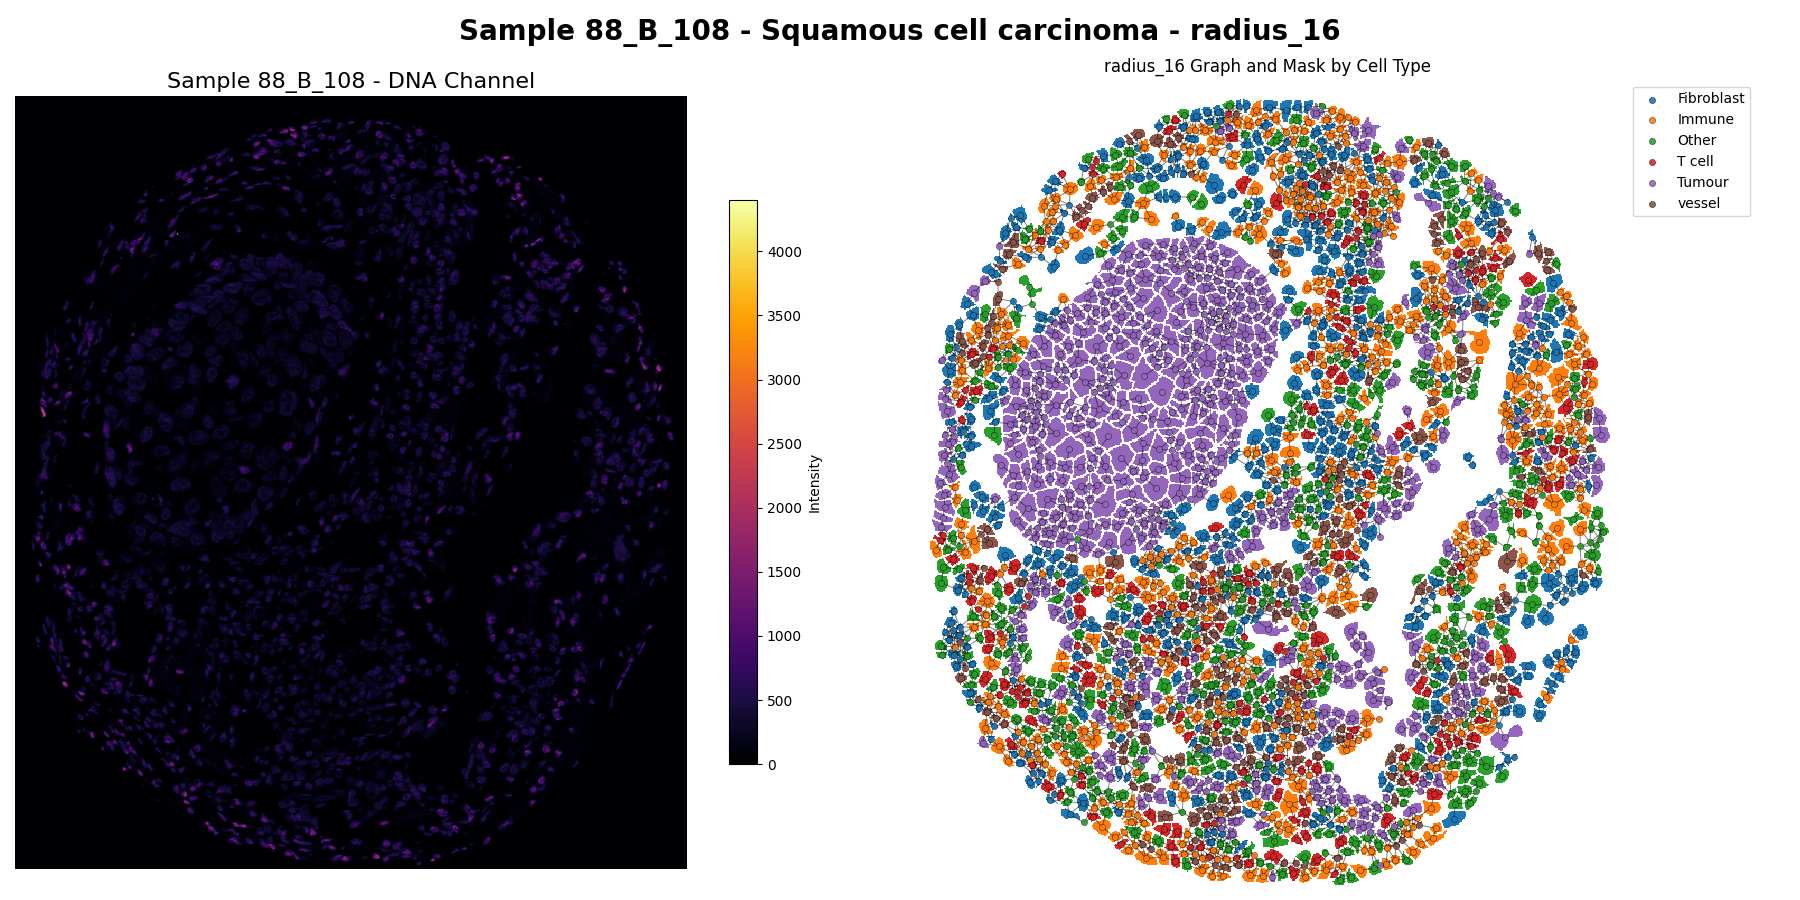 Sample 88_B_108 - Squamous cell carcinoma - radius_16
Sample 88_B_108 - DNA Channel
radius_16 Graph and Mask by Cell Type
Fibroblast
Immune
Other
T cell
Tumour
vessel
4000
3500
3000
2500
2000
1500
1000
500
0
Intensity